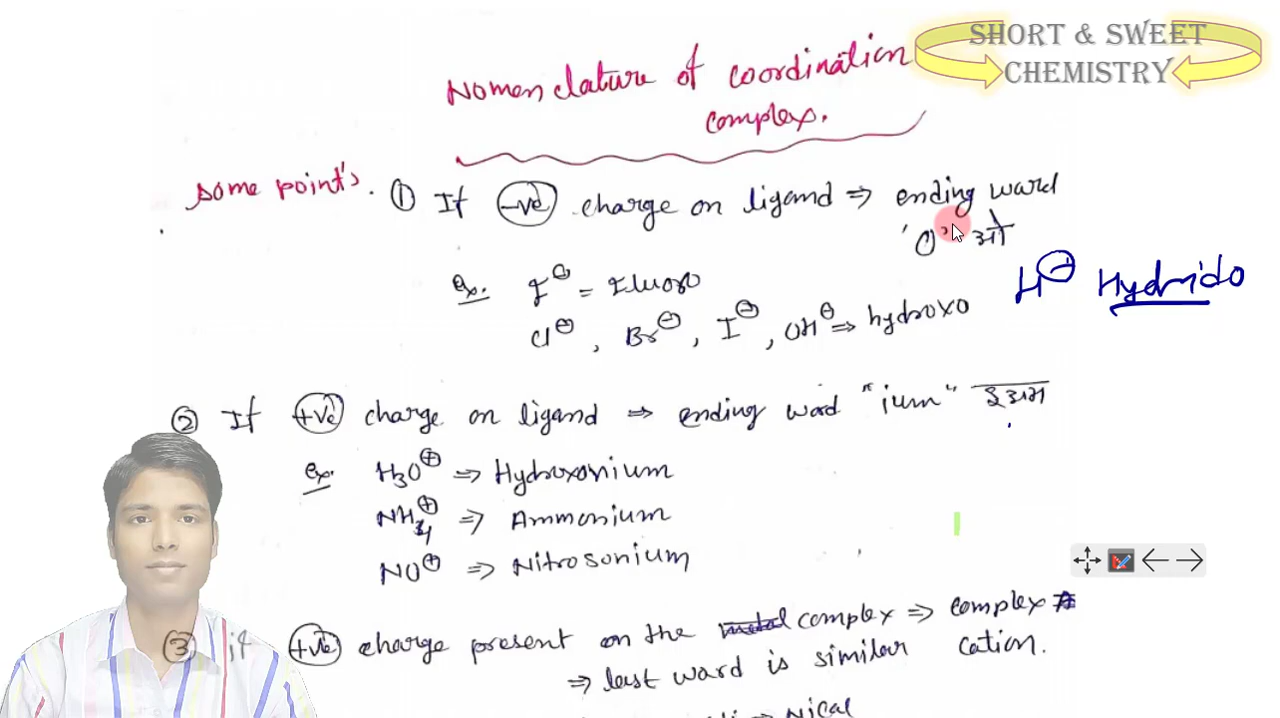 SHORT & SWEET
CHEMISTRY
Nomenclature of coordination
complex.
some point's. ① If -ve charge on ligand ⇒ ending ward
'O' ओ
ex. F⊖ = Fluoro
H⊖ Hydrido
Cl⊖, Br⊖, I⊖, OH⊖ ⇒ hydroxo
② If +ve charge on ligand ⇒ ending ward "ium" इअम
ex. H3O⊕ ⇒ Hydroxonium
NH4⊕ ⇒ Ammonium
NO⊕ ⇒ Nitrosonium
③ if +ve charge present on the complex ⇒ complex
⇒ last ward is similar cation.
nical